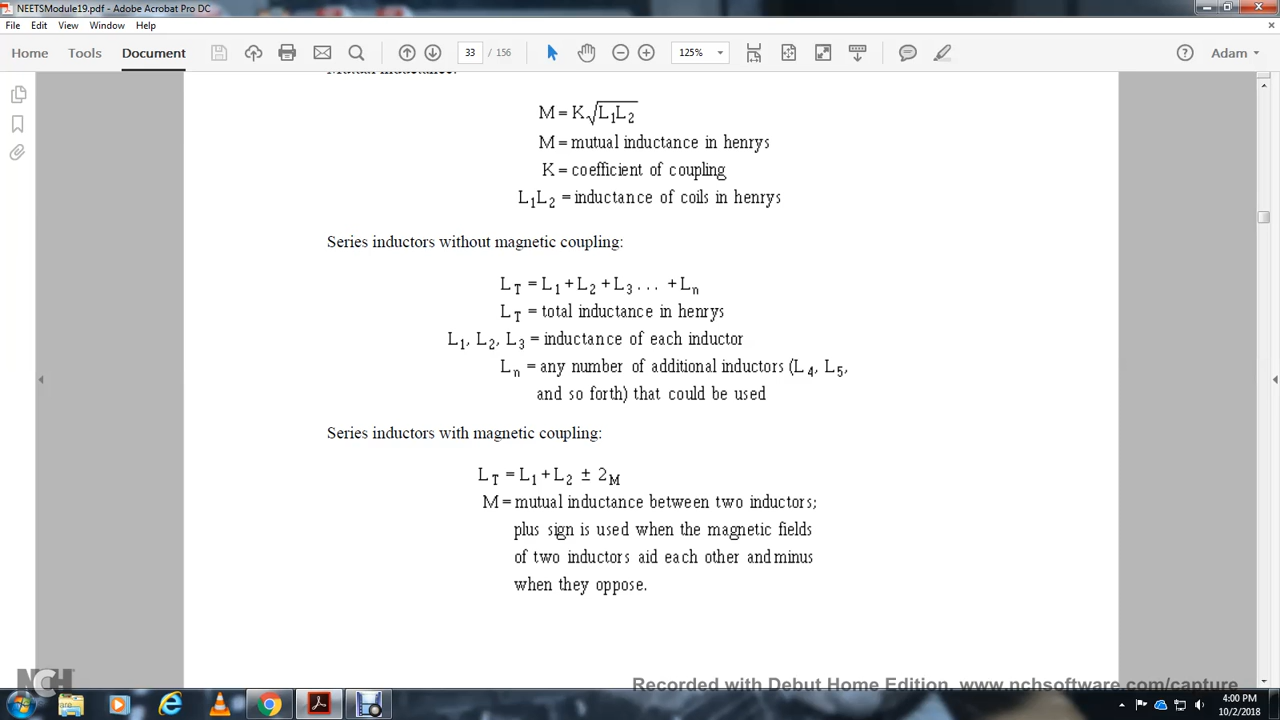 NEETSModule19.pdf - Adobe Acrobat Pro DC
File Edit View Window Help
Home Tools Document 33 / 156 125% Adam
Mutual inductance:
M = K√L1L2
M = mutual inductance in henrys
K = coefficient of coupling
L1L2 = inductance of coils in henrys
Series inductors without magnetic coupling:
LT = L1 + L2 + L3 . . . + Ln
LT = total inductance in henrys
L1, L2, L3 = inductance of each inductor
Ln = any number of additional inductors (L4, L5,
and so forth) that could be used
Series inductors with magnetic coupling:
LT = L1 + L2 ± 2M
M = mutual inductance between two inductors;
plus sign is used when the magnetic fields
of two inductors aid each other and minus
when they oppose.
NCH
Recorded with Debut Home Edition. www.nchsoftware.com/capture
4:00 PM
10/2/2018